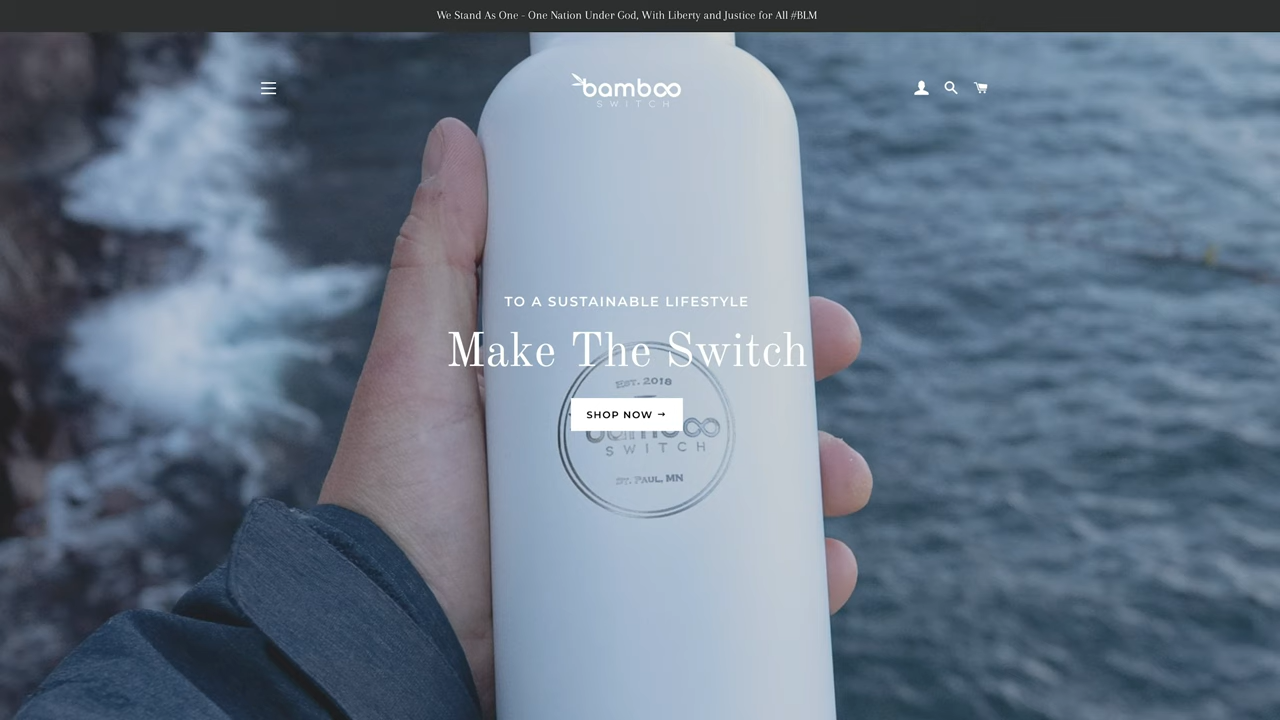 We Stand As One - One Nation Under God, With Liberty and Justice for All #BLM
bamboo
SWITCH
TO A SUSTAINABLE LIFESTYLE
Make The Switch
EST. 2018
SHOP NOW →
bamboo
SWITCH
ST. PAUL, MN